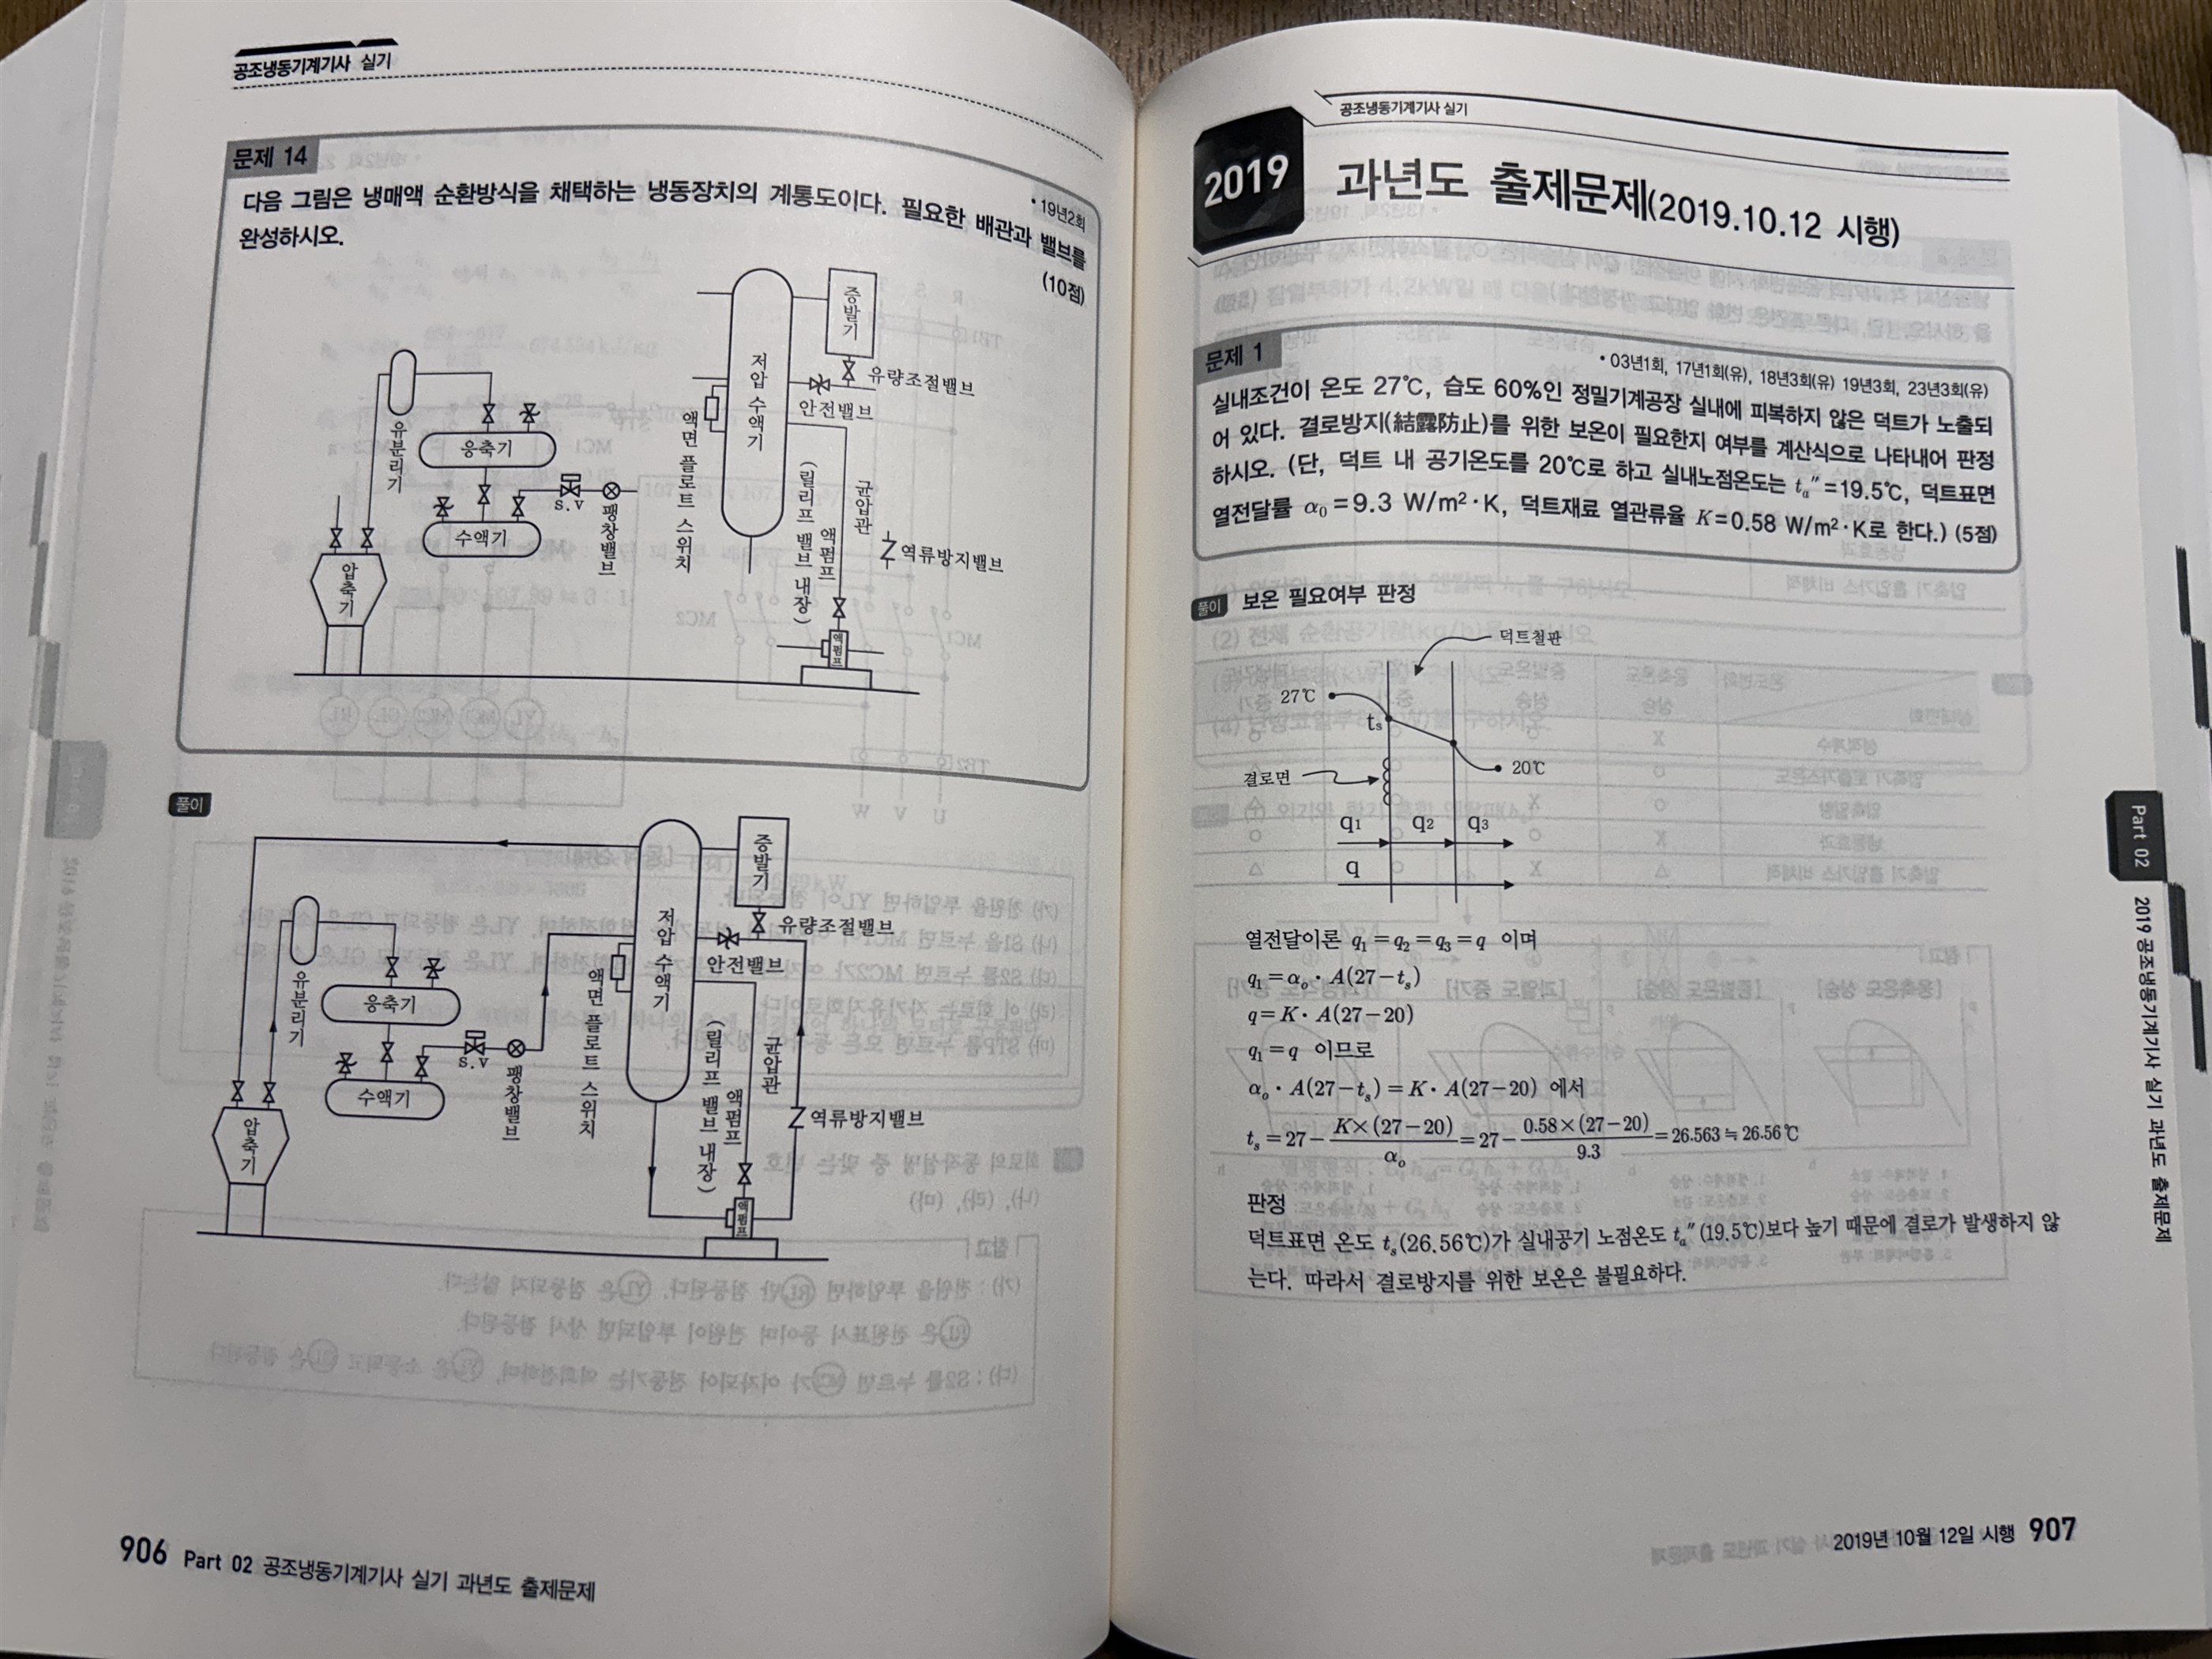 공조냉동기계기사 실기
문제 14
• 19년2회
다음 그림은 냉매액 순환방식을 채택하는 냉동장치의 계통도이다. 필요한 배관과 밸브를
완성하시오.
(10점)
증발기
저압 수액기
유량조절밸브
안전밸브
액면 플로트 스위치
유분리기
응축기
s.v
팽창밸브
수액기
압축기
(릴리프 밸브 내장)
액펌프
균압관
역류방지밸브
액펌프
풀이
증발기
저압 수액기
유량조절밸브
안전밸브
액면 플로트 스위치
유분리기
응축기
s.v
팽창밸브
수액기
압축기
(릴리프 밸브 내장)
액펌프
균압관
역류방지밸브
액펌프
906 Part 02 공조냉동기계기사 실기 과년도 출제문제
공조냉동기계기사 실기
2019 과년도 출제문제(2019.10.12 시행)
문제 1
• 03년1회, 17년1회(유), 18년3회(유) 19년3회, 23년3회(유)
실내조건이 온도 27℃, 습도 60%인 정밀기계공장 실내에 피복하지 않은 덕트가 노출되
어 있다. 결로방지(結露防止)를 위한 보온이 필요한지 여부를 계산식으로 나타내어 판정
하시오. (단, 덕트 내 공기온도를 20℃로 하고 실내노점온도는 tₐ″=19.5℃, 덕트표면
열전달률 α₀=9.3 W/m²·K, 덕트재료 열관류율 K=0.58 W/m²·K로 한다.) (5점)
풀이 보온 필요여부 판정
덕트철판
27℃
ts
결로면
20℃
q1 q2 q3
q
열전달이론 q₁=q₂=q₃=q 이며
q₁=αₒ·A(27−tₛ)
q=K·A(27−20)
q₁=q 이므로
αₒ·A(27−tₛ)=K·A(27−20) 에서
tₛ=27−K×(27−20)/αₒ=27−0.58×(27−20)/9.3=26.563≒26.56℃
판정
덕트표면 온도 tₛ(26.56℃)가 실내공기 노점온도 tₐ″(19.5℃)보다 높기 때문에 결로가 발생하지 않
는다. 따라서 결로방지를 위한 보온은 불필요하다.
Part 02 2019 공조냉동기계기사 실기 과년도 출제문제
2019년 10월 12일 시행 907